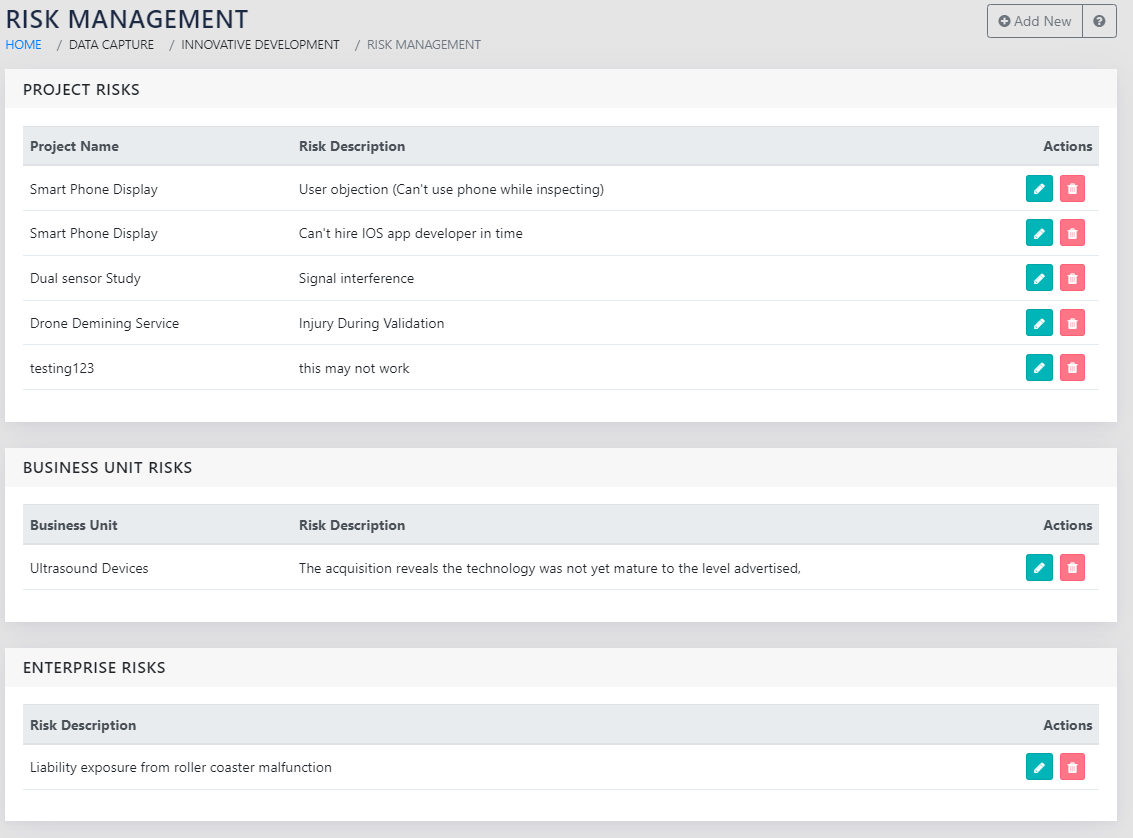 RISK MANAGEMENT
Add New
HOME / DATA CAPTURE / INNOVATIVE DEVELOPMENT / RISK MANAGEMENT
PROJECT RISKS
Project Name Risk Description Actions
Smart Phone Display User objection (Can't use phone while inspecting)
Smart Phone Display Can't hire IOS app developer in time
Dual sensor Study Signal interference
Drone Demining Service Injury During Validation
testing123 this may not work
BUSINESS UNIT RISKS
Business Unit Risk Description Actions
Ultrasound Devices The acquisition reveals the technology was not yet mature to the level advertised,
ENTERPRISE RISKS
Risk Description Actions
Liability exposure from roller coaster malfunction